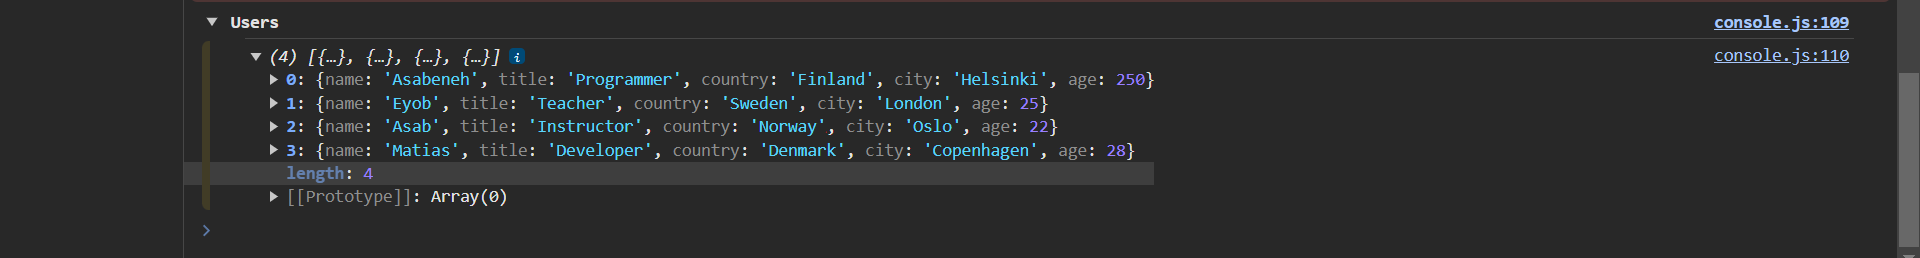 Users console.js:109
(4) [{…}, {…}, {…}, {…}] i console.js:110
0: {name: 'Asabeneh', title: 'Programmer', country: 'Finland', city: 'Helsinki', age: 250}
1: {name: 'Eyob', title: 'Teacher', country: 'Sweden', city: 'London', age: 25}
2: {name: 'Asab', title: 'Instructor', country: 'Norway', city: 'Oslo', age: 22}
3: {name: 'Matias', title: 'Developer', country: 'Denmark', city: 'Copenhagen', age: 28}
length: 4
[[Prototype]]: Array(0)